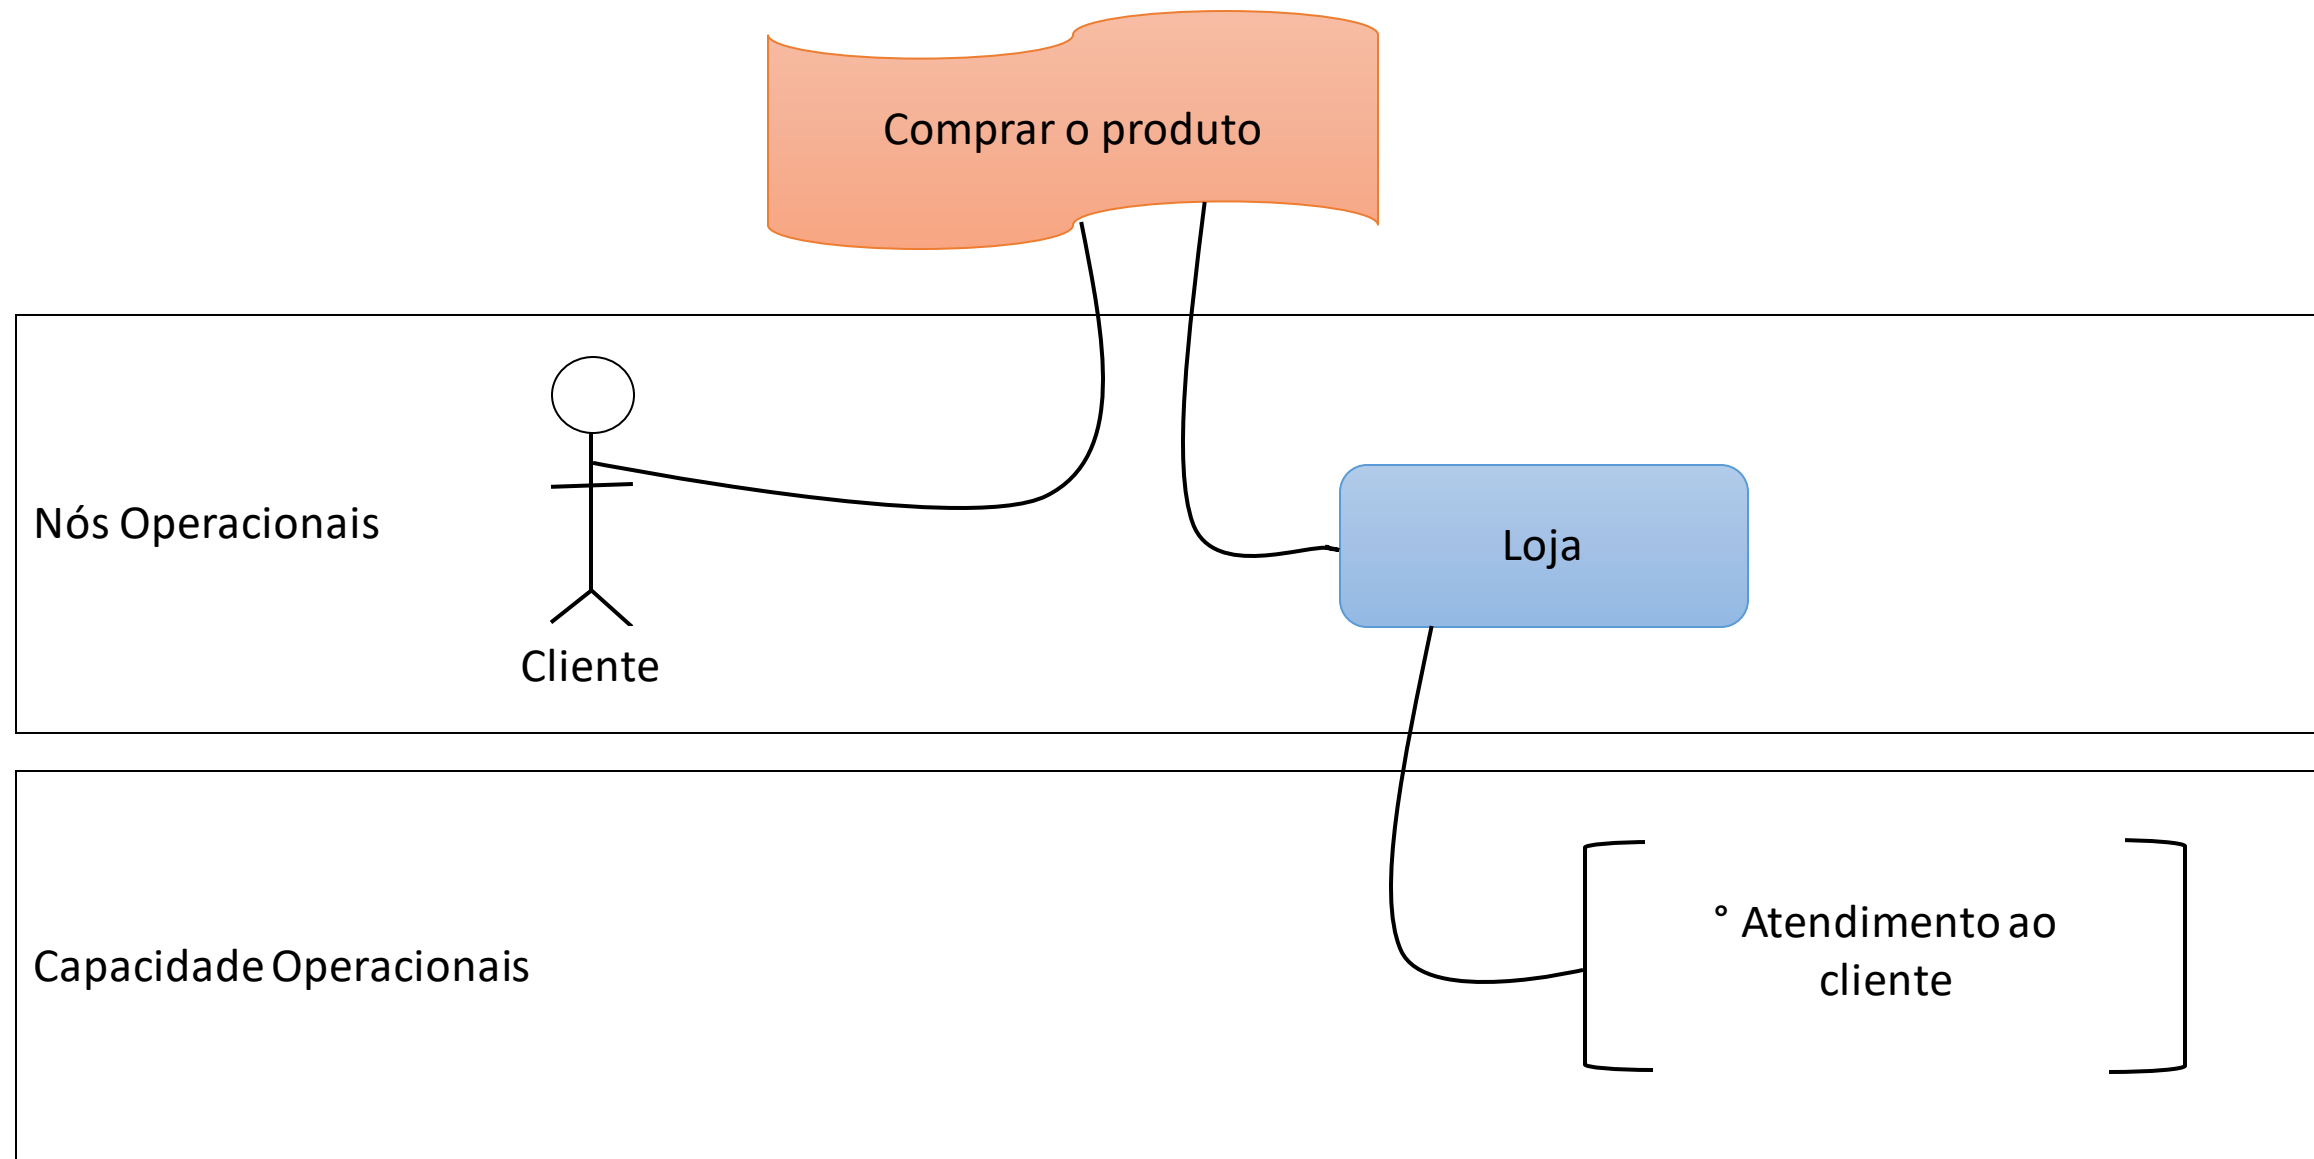 Comprar o produto
Nós Operacionais
Loja
Cliente
° Atendimento ao
cliente
Capacidade Operacionais